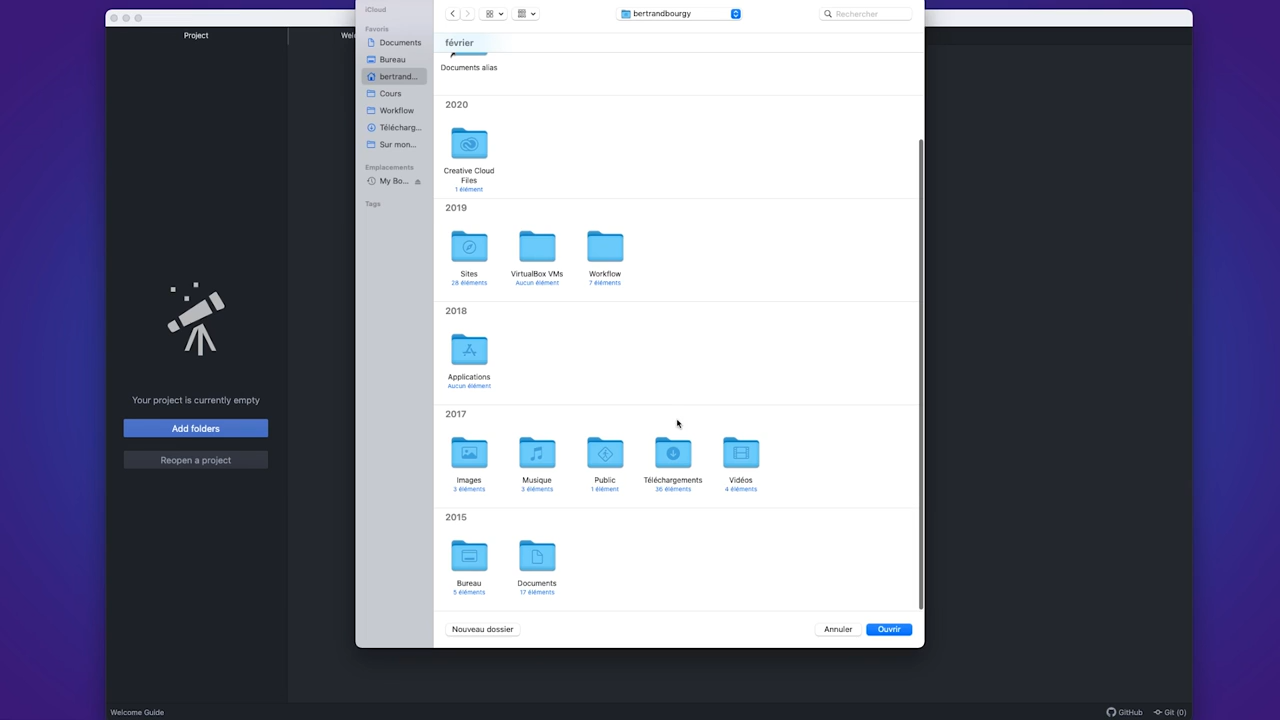 iCloud
bertrandbourgy
Rechercher
Project
Favoris
Documents
Bureau
bertrand...
Cours
Workflow
Télécharg...
Sur mon...
Emplacements
My Bo...
Tags
février
Documents alias
2020
Creative Cloud
Files
1 élément
2019
Sites
VirtualBox VMs
Workflow
28 éléments
Aucun élément
7 éléments
2018
Applications
Aucun élément
2017
Images
Musique
Public
Téléchargements
Vidéos
3 éléments
3 éléments
1 élément
36 éléments
4 éléments
2015
Bureau
Documents
5 éléments
17 éléments
Nouveau dossier
Annuler
Ouvrir
Your project is currently empty
Add folders
Reopen a project
Welcome Guide
GitHub
Git (0)